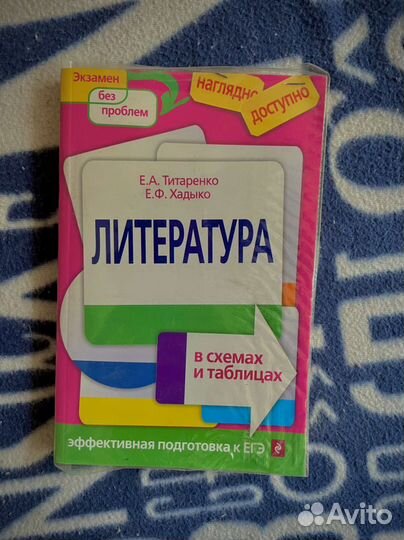 Экзамен
без
проблем
наглядно
доступно
Е.А. Титаренко
Е.Ф. Хадыко
ЛИТЕРАТУРА
в схемах
и таблицах
эффективная подготовка к ЕГЭ
Avito